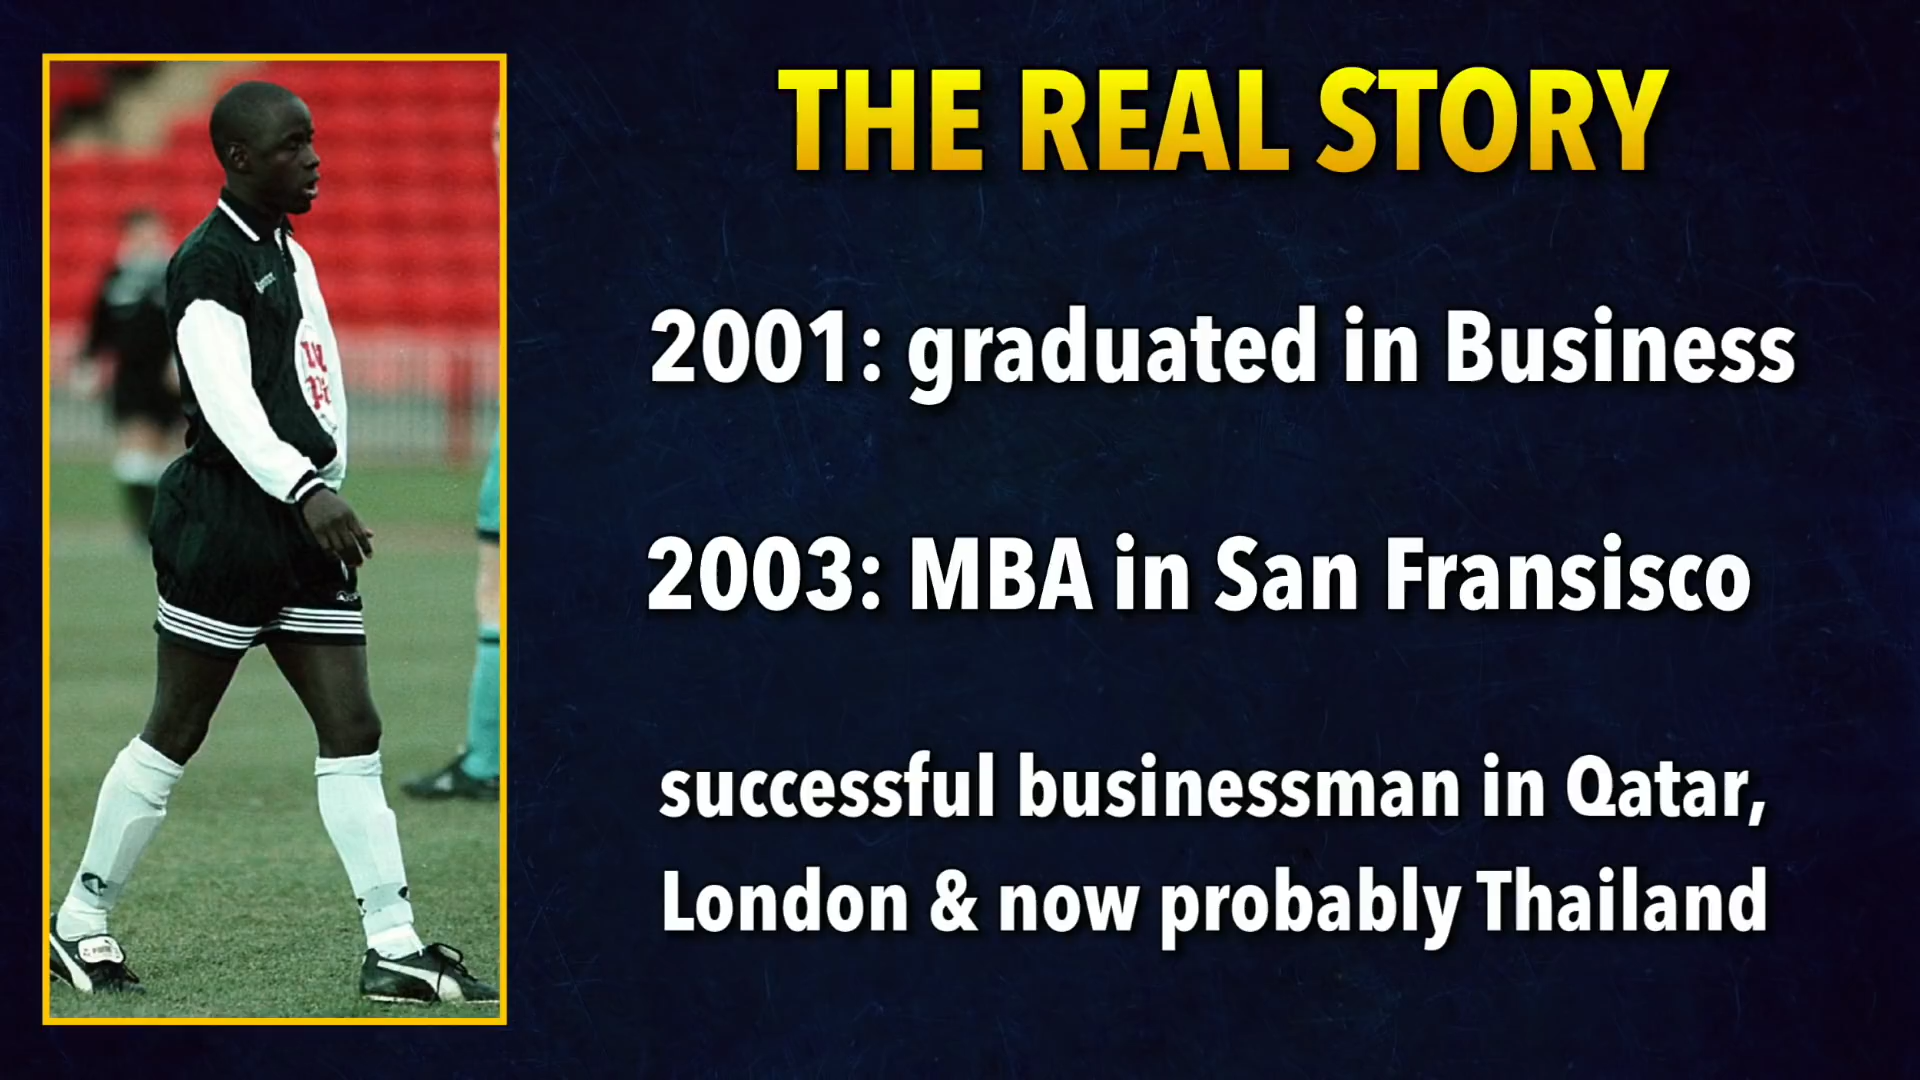 THE REAL STORY
2001: graduated in Business
2003: MBA in San Fransisco
successful businessman in Qatar,
London & now probably Thailand